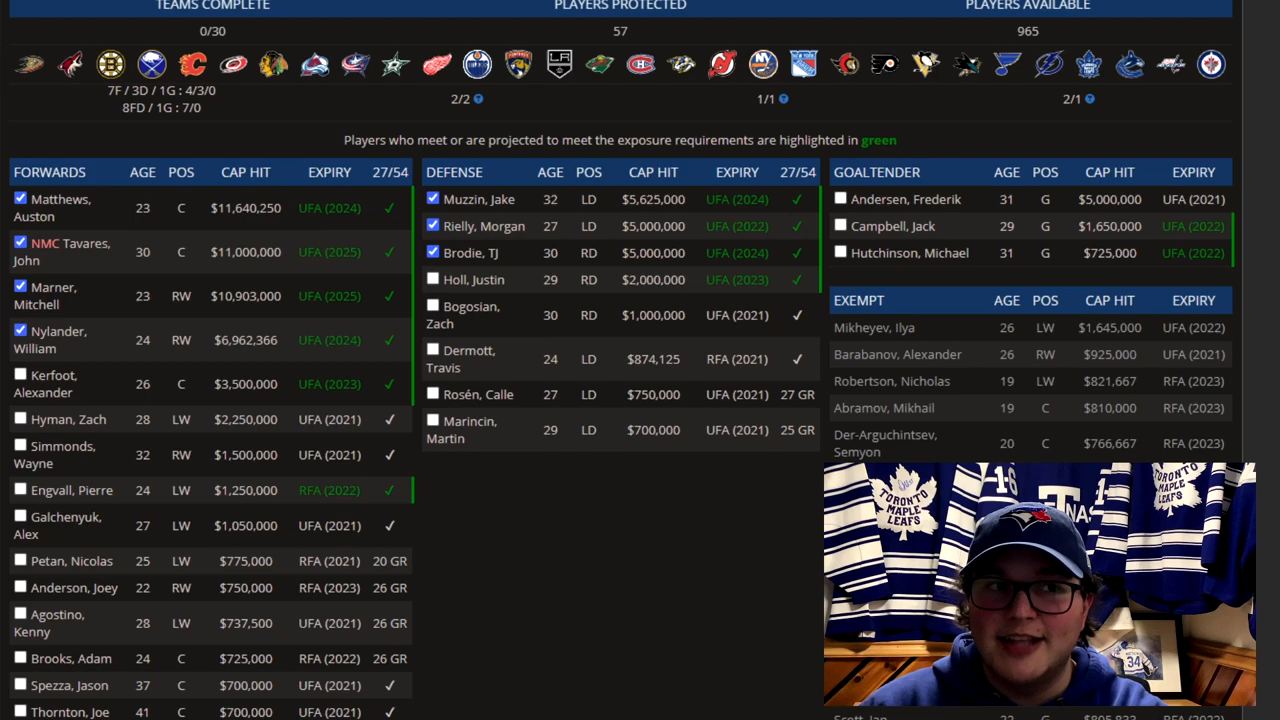 TEAMS COMPLETE PLAYERS PROTECTED PLAYERS AVAILABLE
0/30 57 965
7F / 3D / 1G : 4/3/0
8FD / 1G : 7/0
2/2 1/1 2/1
Players who meet or are projected to meet the exposure requirements are highlighted in green
FORWARDS AGE POS CAP HIT EXPIRY 27/54
Matthews, Auston 23 C $11,640,250 UFA (2024) ✓
NMC Tavares, John 30 C $11,000,000 UFA (2025) ✓
Marner, Mitchell 23 RW $10,903,000 UFA (2025) ✓
Nylander, William 24 RW $6,962,366 UFA (2024) ✓
Kerfoot, Alexander 26 C $3,500,000 UFA (2023) ✓
Hyman, Zach 28 LW $2,250,000 UFA (2021) ✓
Simmonds, Wayne 32 RW $1,500,000 UFA (2021) ✓
Engvall, Pierre 24 LW $1,250,000 RFA (2022) ✓
Galchenyuk, Alex 27 LW $1,050,000 UFA (2021) ✓
Petan, Nicolas 25 LW $775,000 RFA (2021) 20 GR
Anderson, Joey 22 RW $750,000 RFA (2023) 26 GR
Agostino, Kenny 28 LW $737,500 UFA (2021) 26 GR
Brooks, Adam 24 C $725,000 RFA (2022) 26 GR
Spezza, Jason 37 C $700,000 UFA (2021) ✓
Thornton, Joe 41 C $700,000 UFA (2021) ✓
DEFENSE AGE POS CAP HIT EXPIRY 27/54
Muzzin, Jake 32 LD $5,625,000 UFA (2024) ✓
Rielly, Morgan 27 LD $5,000,000 UFA (2022) ✓
Brodie, TJ 30 RD $5,000,000 UFA (2024) ✓
Holl, Justin 29 RD $2,000,000 UFA (2023) ✓
Bogosian, Zach 30 RD $1,000,000 UFA (2021) ✓
Dermott, Travis 24 LD $874,125 RFA (2021) ✓
Rosén, Calle 27 LD $750,000 UFA (2021) 27 GR
Marincin, Martin 29 LD $700,000 UFA (2021) 25 GR
GOALTENDER AGE POS CAP HIT EXPIRY
Andersen, Frederik 31 G $5,000,000 UFA (2021)
Campbell, Jack 29 G $1,650,000 UFA (2022)
Hutchinson, Michael 31 G $725,000 UFA (2022)
EXEMPT AGE POS CAP HIT EXPIRY
Mikheyev, Ilya 26 LW $1,645,000 UFA (2022)
Barabanov, Alexander 26 RW $925,000 UFA (2021)
Robertson, Nicholas 19 LW $821,667 RFA (2023)
Abramov, Mikhail 19 C $810,000 RFA (2023)
Der-Arguchintsev, Semyon 20 C $766,667 RFA (2023)
TORONTO
MAPLE
LEAFS
16
TORONTO
MAPLE
LEAFS
34